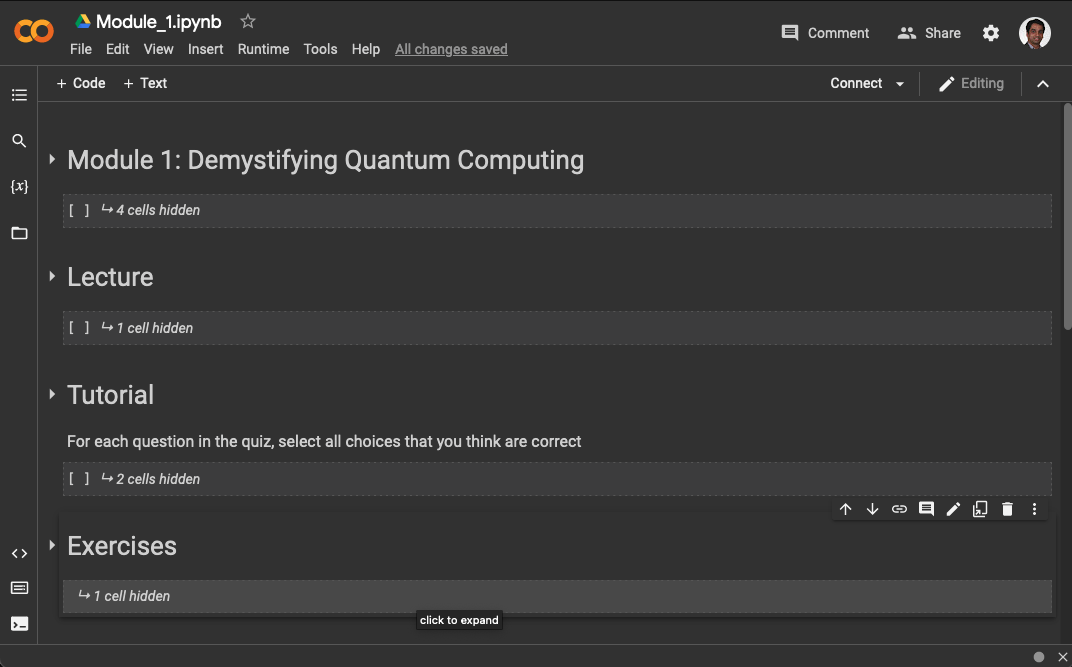 Module_1.ipynb
File Edit View Insert Runtime Tools Help All changes saved
Comment Share
+ Code + Text Connect Editing
Module 1: Demystifying Quantum Computing
[ ] ↳ 4 cells hidden
Lecture
[ ] ↳ 1 cell hidden
Tutorial
For each question in the quiz, select all choices that you think are correct
[ ] ↳ 2 cells hidden
Exercises
↳ 1 cell hidden
click to expand